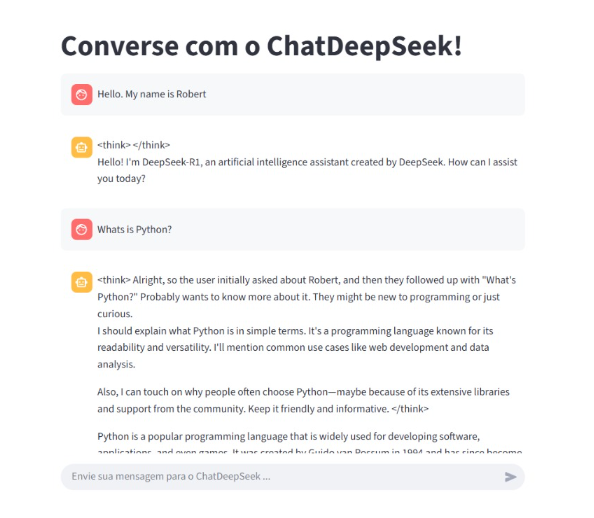 Converse com o ChatDeepSeek!
Hello. My name is Robert
<think> </think>
Hello! I'm DeepSeek-R1, an artificial intelligence assistant created by DeepSeek. How can I assist
you today?
Whats is Python?
<think> Alright, so the user initially asked about Robert, and then they followed up with "What's
Python?" Probably wants to know more about it. They might be new to programming or just
curious.
I should explain what Python is in simple terms. It's a programming language known for its
readability and versatility. I'll mention common use cases like web development and data
analysis.
Also, I can touch on why people often choose Python—maybe because of its extensive libraries
and support from the community. Keep it friendly and informative. </think>
Python is a popular programming language that is widely used for developing software,
applications, and even games. It was created by Guido van Rossum in 1994 and has since become
Envie sua mensagem para o ChatDeepSeek ...